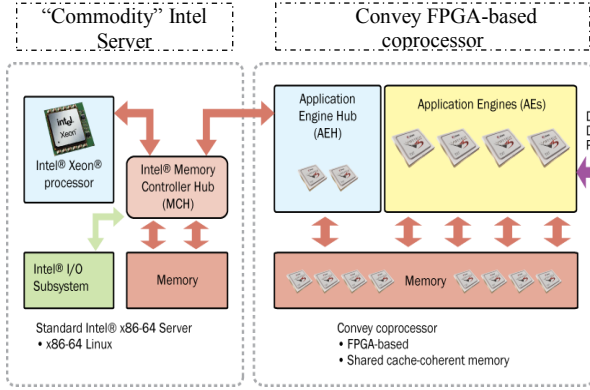 “Commodity” Intel
Server
Convey FPGA-based
coprocessor
intel
Xeon
Intel® Xeon®
processor
Intel® Memory
Controller Hub
(MCH)
Intel® I/O
Subsystem
Memory
Application
Engine Hub
(AEH)
Application Engines (AEs)
Memory
Standard Intel® x86-64 Server
• x86-64 Linux
Convey coprocessor
• FPGA-based
• Shared cache-coherent memory